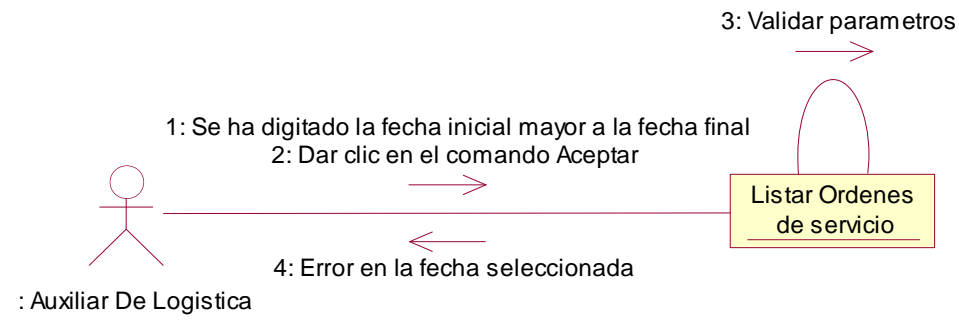 3: Validar parametros
1: Se ha digitado la fecha inicial mayor a la fecha final
2: Dar clic en el comando Aceptar
Listar Ordenes
de servicio
4: Error en la fecha seleccionada
: Auxiliar De Logistica